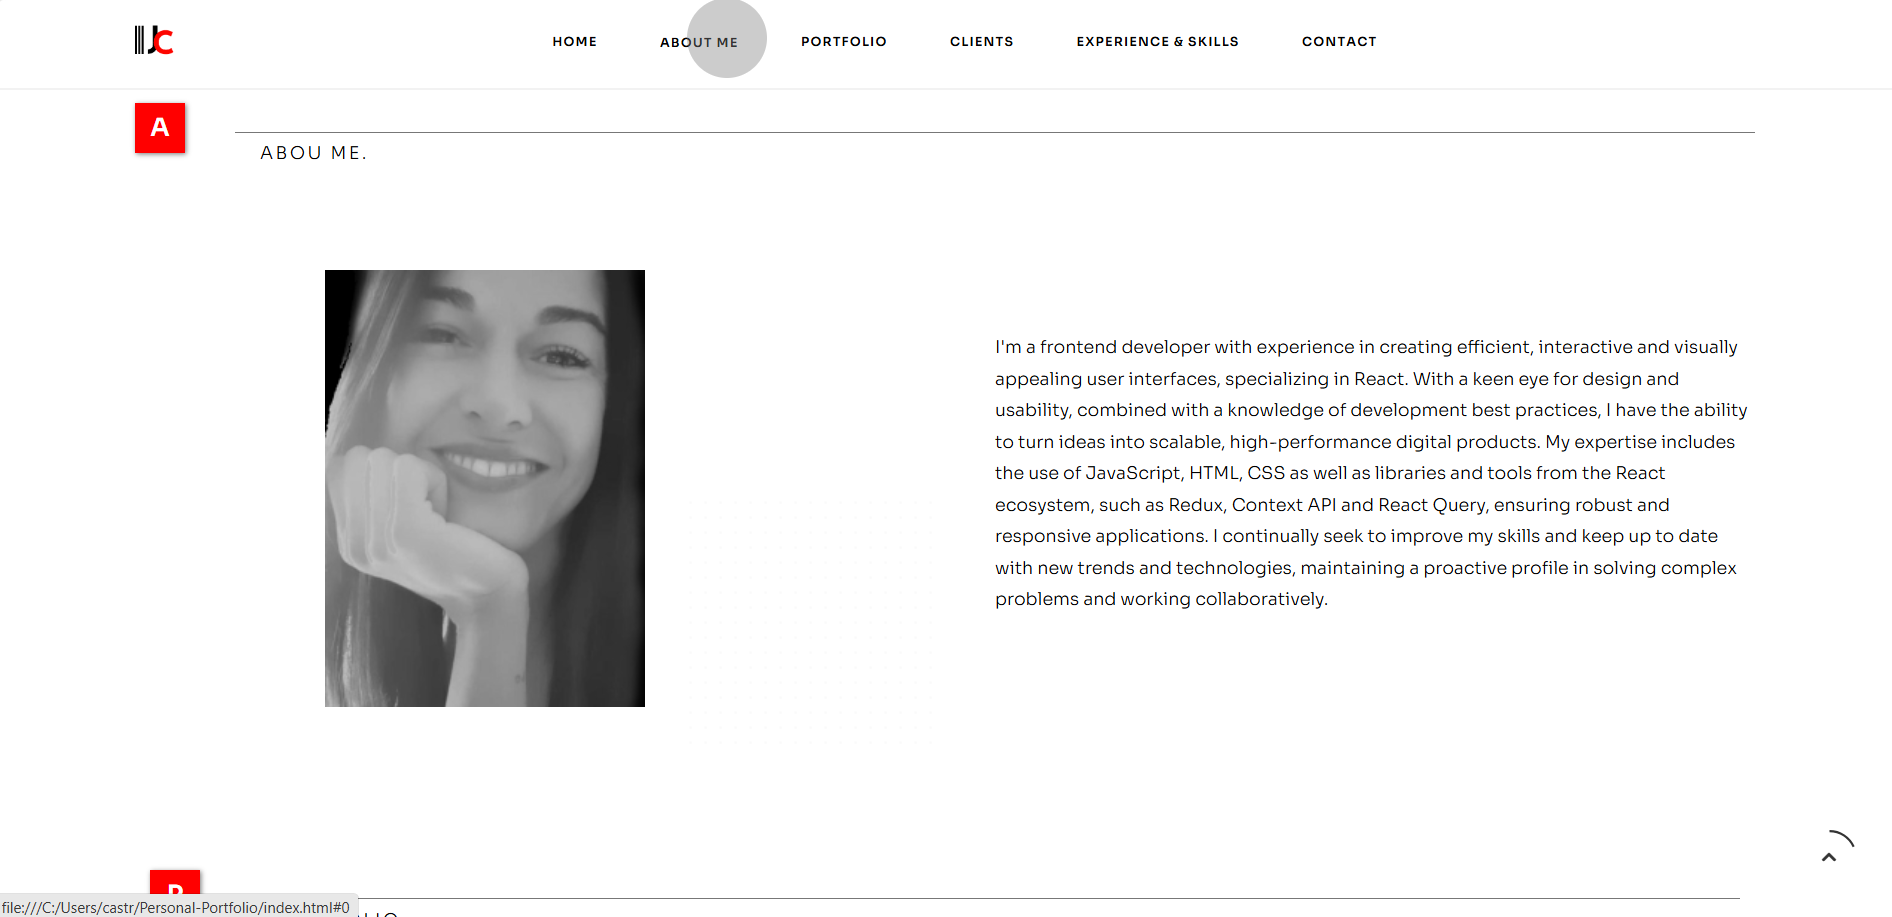 JC
HOME ABOUT ME PORTFOLIO CLIENTS EXPERIENCE & SKILLS CONTACT
A
ABOU ME.
I'm a frontend developer with experience in creating efficient, interactive and visually
appealing user interfaces, specializing in React. With a keen eye for design and
usability, combined with a knowledge of development best practices, I have the ability
to turn ideas into scalable, high-performance digital products. My expertise includes
the use of JavaScript, HTML, CSS as well as libraries and tools from the React
ecosystem, such as Redux, Context API and React Query, ensuring robust and
responsive applications. I continually seek to improve my skills and keep up to date
with new trends and technologies, maintaining a proactive profile in solving complex
problems and working collaboratively.
P
file:///C:/Users/castr/Personal-Portfolio/index.html#0